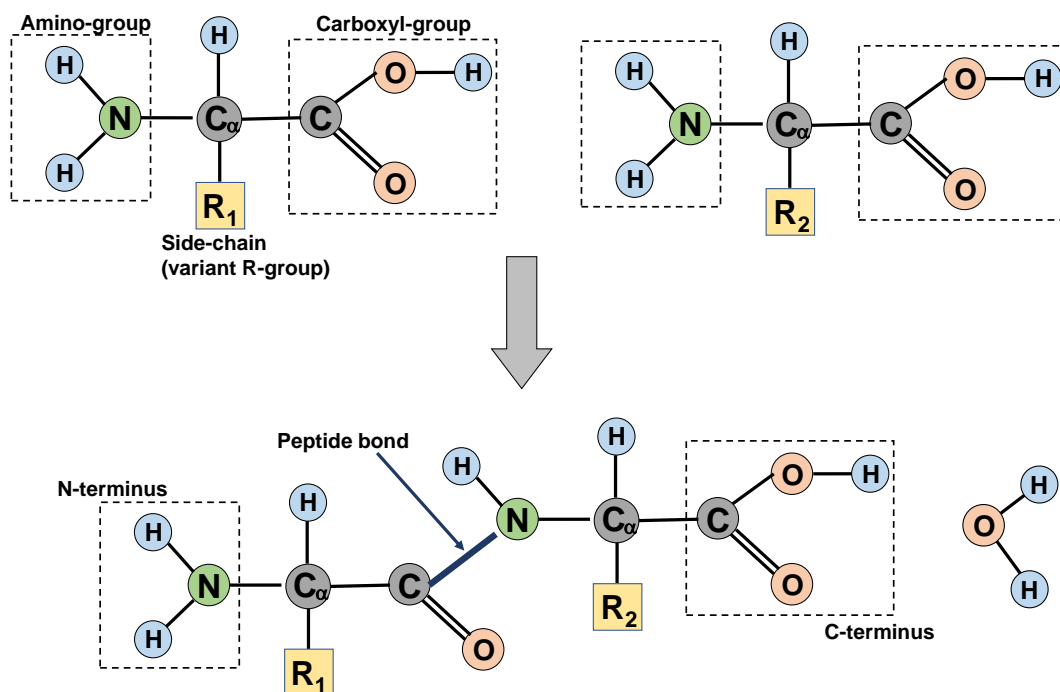 Amino-group
Carboxyl-group
H
H
H
O
H
N
Cα
C
H
O
R1
Side-chain
(variant R-group)
H
H
O
H
N
Cα
C
H
O
R2
Peptide bond
N-terminus
C-terminus
H
H
N
Cα
C
H
O
R1
H
N
H
Cα
C
O
H
O
R2
H
O
H